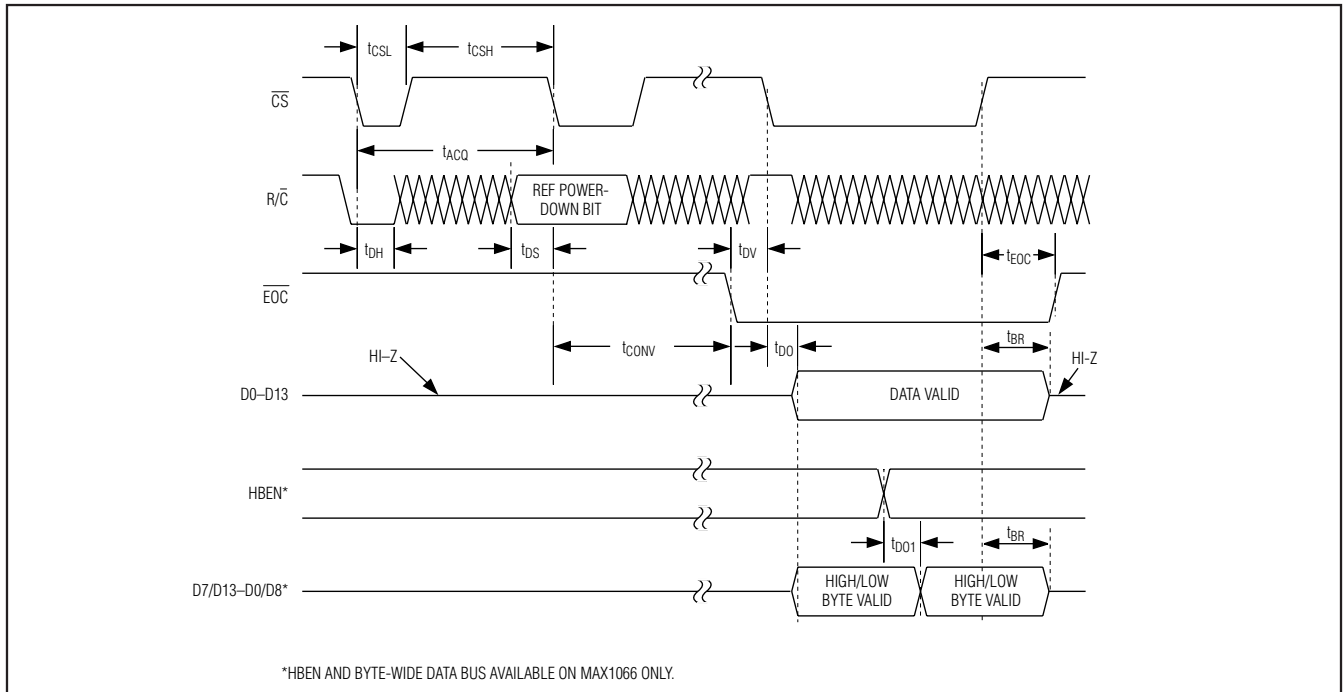 tCSL
tCSH
CS
tACQ
R/C
REF POWER-
DOWN BIT
tDH
tDS
tDV
tEOC
EOC
tCONV
tDO
tBR
HI–Z
HI-Z
D0–D13
DATA VALID
HBEN*
tDO1
tBR
D7/D13–D0/D8*
HIGH/LOW
BYTE VALID
HIGH/LOW
BYTE VALID
*HBEN AND BYTE-WIDE DATA BUS AVAILABLE ON MAX1066 ONLY.